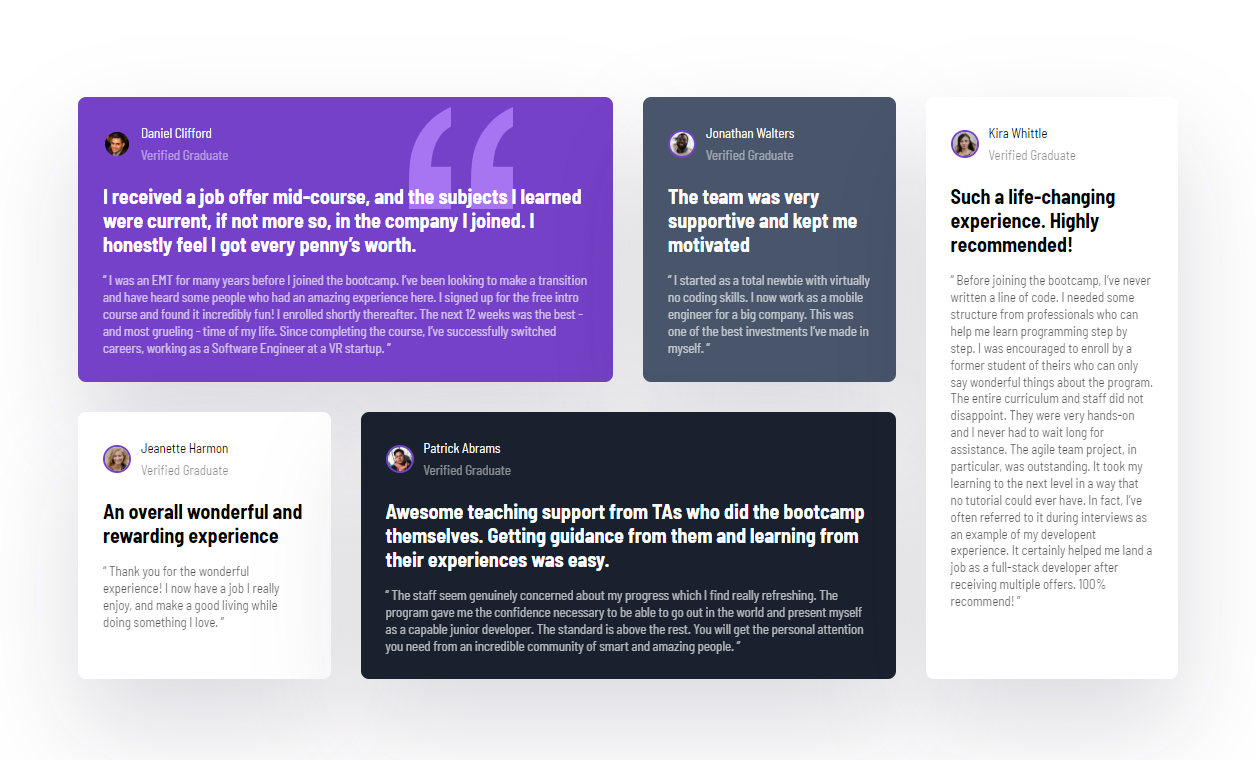 Daniel Clifford
Verified Graduate
I received a job offer mid-course, and the subjects I learned
were current, if not more so, in the company I joined. I
honestly feel I got every penny’s worth.
“ I was an EMT for many years before I joined the bootcamp. I’ve been looking to make a transition
and have heard some people who had an amazing experience here. I signed up for the free intro
course and found it incredibly fun! I enrolled shortly thereafter. The next 12 weeks was the best -
and most grueling - time of my life. Since completing the course, I’ve successfully switched
careers, working as a Software Engineer at a VR startup. ”
Jonathan Walters
Verified Graduate
The team was very
supportive and kept me
motivated
“ I started as a total newbie with virtually
no coding skills. I now work as a mobile
engineer for a big company. This was
one of the best investments I’ve made in
myself. ”
Kira Whittle
Verified Graduate
Such a life-changing
experience. Highly
recommended!
“ Before joining the bootcamp, I’ve never
written a line of code. I needed some
structure from professionals who can
help me learn programming step by
step. I was encouraged to enroll by a
former student of theirs who can only
say wonderful things about the program.
The entire curriculum and staff did not
disappoint. They were very hands-on
and I never had to wait long for
assistance. The agile team project, in
particular, was outstanding. It took my
learning to the next level in a way that
no tutorial could ever have. In fact, I’ve
often referred to it during interviews as
an example of my developent
experience. It certainly helped me land a
job as a full-stack developer after
receiving multiple offers. 100%
recommend! ”
Jeanette Harmon
Verified Graduate
An overall wonderful and
rewarding experience
“ Thank you for the wonderful
experience! I now have a job I really
enjoy, and make a good living while
doing something I love. ”
Patrick Abrams
Verified Graduate
Awesome teaching support from TAs who did the bootcamp
themselves. Getting guidance from them and learning from
their experiences was easy.
“ The staff seem genuinely concerned about my progress which I find really refreshing. The
program gave me the confidence necessary to be able to go out in the world and present myself
as a capable junior developer. The standard is above the rest. You will get the personal attention
you need from an incredible community of smart and amazing people. ”